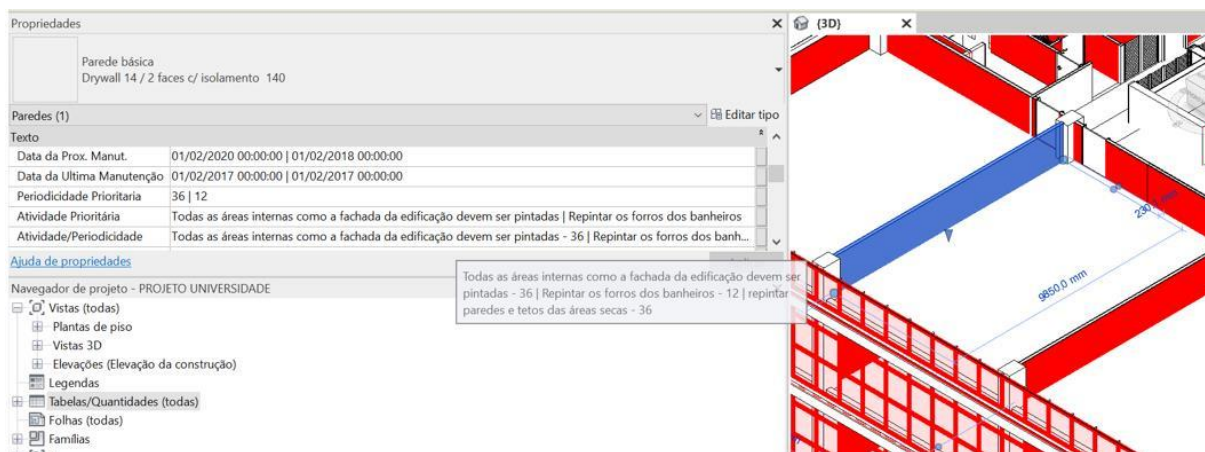 Propriedades
{3D}
Parede básica
Drywall 14 / 2 faces c/ isolamento 140
Paredes (1)
Editar tipo
Texto
Data da Prox. Manut. 01/02/2020 00:00:00 | 01/02/2018 00:00:00
Data da Ultima Manutenção 01/02/2017 00:00:00 | 01/02/2017 00:00:00
Periodicidade Prioritaria 36 | 12
Atividade Prioritária Todas as áreas internas como a fachada da edificação devem ser pintadas | Repintar os forros dos banheiros
Atividade/Periodicidade Todas as áreas internas como a fachada da edificação devem ser pintadas - 36 | Repintar os forros dos banh...
Ajuda de propriedades
Todas as áreas internas como a fachada da edificação devem ser
pintadas - 36 | Repintar os forros dos banheiros - 12 | repintar
paredes e tetos das áreas secas - 36
Navegador de projeto - PROJETO UNIVERSIDADE
Vistas (todas)
Plantas de piso
Vistas 3D
Elevações (Elevação da construção)
Legendas
Tabelas/Quantidades (todas)
Folhas (todas)
Famílias
9850.0 mm